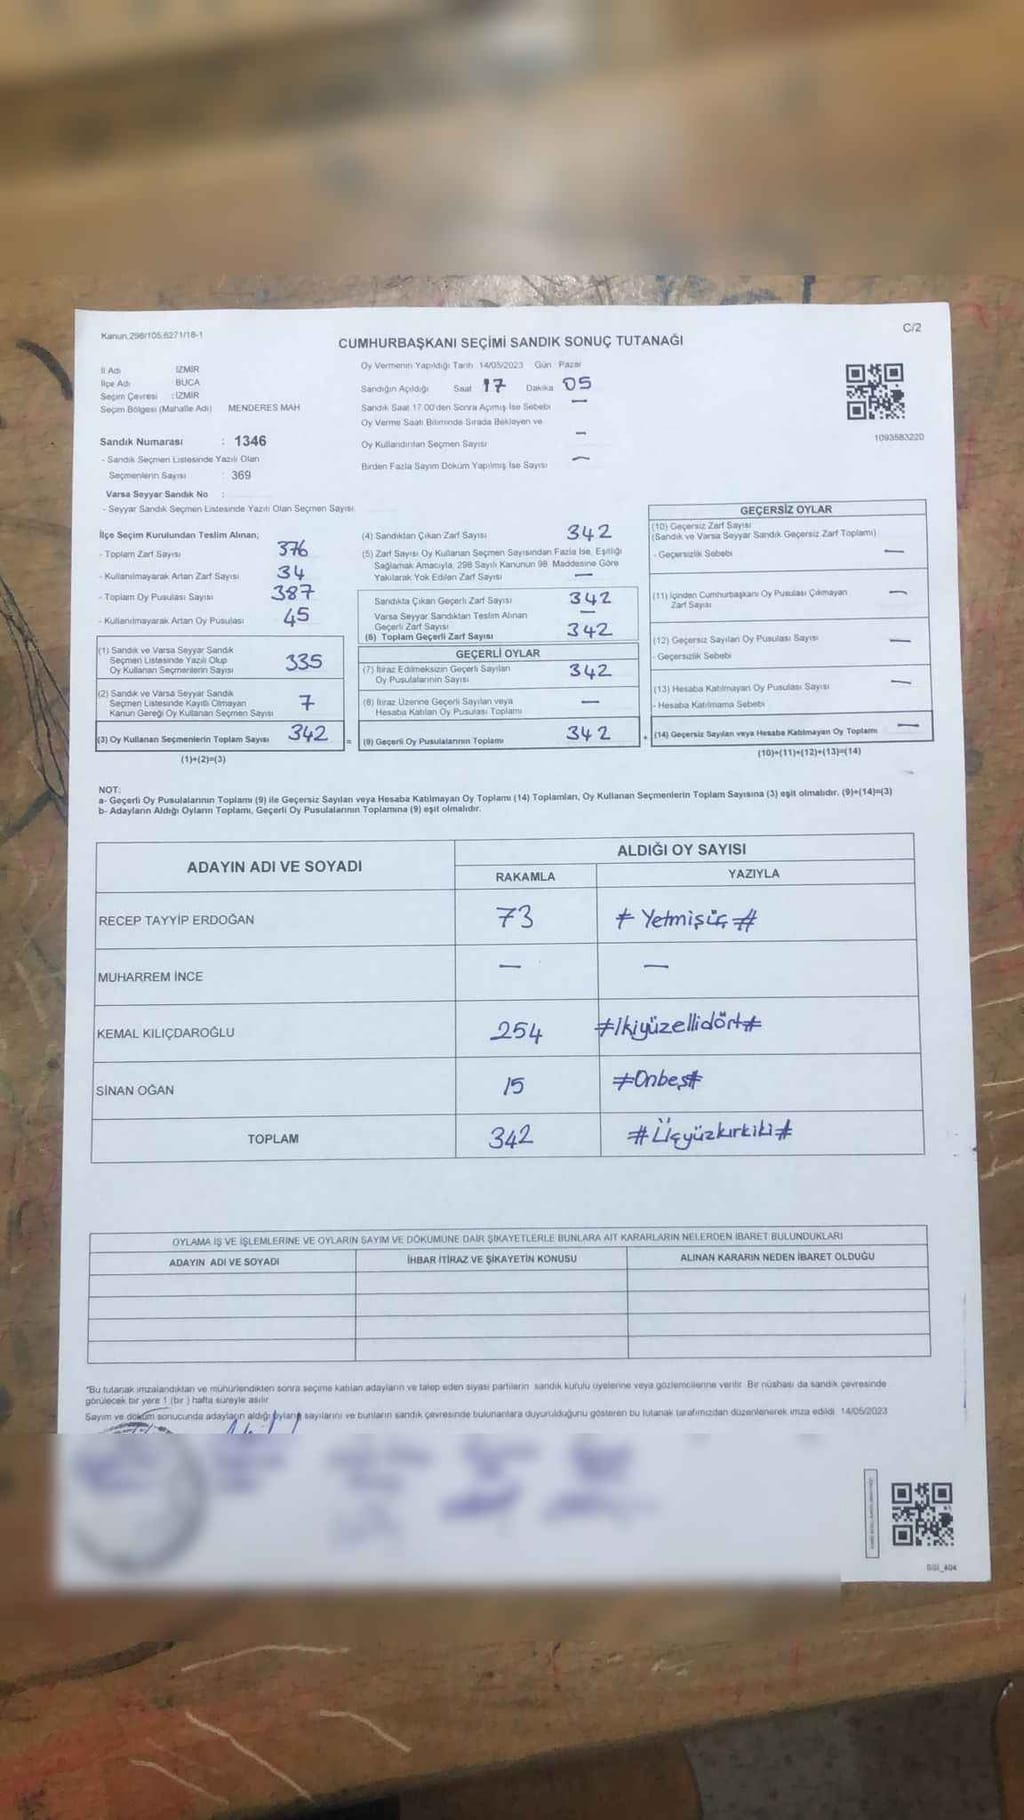 Kanun.298/105,6271/18-1
C/2
CUMHURBAŞKANI SEÇİMİ SANDIK SONUÇ TUTANAĞI
İl Adı İZMİR
İlçe Adı BUCA
Seçim Çevresi : İZMİR
Seçim Bölgesi (Mahalle Adı) MENDERES MAH
Sandık Numarası : 1346
- Sandık Seçmen Listesinde Yazılı Olan
Seçmenlerin Sayısı : 369
Varsa Seyyar Sandık No :
- Seyyar Sandık Seçmen Listesinde Yazılı Olan Seçmen Sayısı
Oy Vermenin Yapıldığı Tarih 14/05/2023 Gün Pazar
Sandığın Açıldığı Saat 17 Dakika 05
Sandık Saat 17.00'den Sonra Açımış İse Sebebi —
Oy Verme Saati Bitiminde Sırada Bekleyen ve
Oy Kullandırılan Seçmen Sayısı —
Birden Fazla Sayım Döküm Yapılmış İse Sayısı —
1093583220
İlçe Seçim Kurulundan Teslim Alınan;
- Toplam Zarf Sayısı 376
- Kullanılmayarak Artan Zarf Sayısı 34
- Toplam Oy Pusulası Sayısı 387
- Kullanılmayarak Artan Oy Pusulası 45
(1) Sandık ve Varsa Seyyar Sandık
Seçmen Listesinde Yazılı Olup
Oy Kullanan Seçmenlerin Sayısı 335
(2) Sandık ve Varsa Seyyar Sandık
Seçmen Listesinde Kayıtlı Olmayan
Kanun Gereği Oy Kullanan Seçmen Sayısı 7
(3) Oy Kullanan Seçmenlerin Toplam Sayısı 342 =
(1)+(2)=(3)
(4) Sandıktan Çıkan Zarf Sayısı 342
(5) Zarf Sayısı Oy Kullanan Seçmen Sayısından Fazla İse, Eşitliği
Sağlamak Amacıyla, 298 Sayılı Kanunun 98. Maddesine Göre
Yakılarak Yok Edilen Zarf Sayısı —
Sandıkta Çıkan Geçerli Zarf Sayısı 342
Varsa Seyyar Sandıktan Teslim Alınan
Geçerli Zarf Sayısı —
(6) Toplam Geçerli Zarf Sayısı 342
GEÇERLİ OYLAR
(7) İtiraz Edilmeksizin Geçerli Sayılan
Oy Pusulalarının Sayısı 342
(8) İtiraz Üzerine Geçerli Sayılan veya
Hesaba Katılan Oy Pusulası Toplamı —
(9) Geçerli Oy Pusulalarının Toplamı 342 +
GEÇERSİZ OYLAR
(10) Geçersiz Zarf Sayısı
(Sandık ve Varsa Seyyar Sandık Geçersiz Zarf Toplamı)
- Geçersizlik Sebebi —
(11) İçinden Cumhurbaşkanı Oy Pusulası Çıkmayan
Zarf Sayısı —
(12) Geçersiz Sayılan Oy Pusulası Sayısı —
- Geçersizlik Sebebi
(13) Hesaba Katılmayan Oy Pusulası Sayısı —
- Hesaba Katılmama Sebebi
(14) Geçersiz Sayılan veya Hesaba Katılmayan Oy Toplamı —
(10)+(11)+(12)+(13)=(14)
NOT:
a- Geçerli Oy Pusulalarının Toplamı (9) ile Geçersiz Sayılan veya Hesaba Katılmayan Oy Toplamı (14) Toplamları, Oy Kullanan Seçmenlerin Toplam Sayısına (3) eşit olmalıdır. (9)+(14)=(3)
b- Adayların Aldığı Oyların Toplamı, Geçerli Oy Pusulalarının Toplamına (9) eşit olmalıdır.
ADAYIN ADI VE SOYADI
ALDIĞI OY SAYISI
RAKAMLA YAZIYLA
RECEP TAYYİP ERDOĞAN 73 # Yetmişüç #
MUHARREM İNCE — —
KEMAL KILIÇDAROĞLU 254 #İkiyüzellidört#
SİNAN OĞAN 15 #Onbeş#
TOPLAM 342 #Üçyüzkırkiki#
OYLAMA İŞ VE İŞLEMLERİNE VE OYLARIN SAYIM VE DÖKÜMÜNE DAİR ŞİKAYETLERLE BUNLARA AİT KARARLARIN NELERDEN İBARET BULUNDUKLARI
ADAYIN ADI VE SOYADI İHBAR İTİRAZ VE ŞİKAYETİN KONUSU ALINAN KARARIN NEDEN İBARET OLDUĞU
*Bu tutanak imzalandıktan ve mühürlendikten sonra seçime katılan adayların ve talep eden siyasi partilerin sandık kurulu üyelerine veya gözlemcilerine verilir. Bir nüshası da sandık çevresinde
görülecek bir yere 1 (bir ) hafta süreyle asılır
Sayım ve döküm sonucunda adayların aldığı oyların sayılarını ve bunların sandık çevresinde bulunanlara duyurulduğunu gösteren bu tutanak tarafımızdan düzenlenerek imza edildi. 14/05/2023